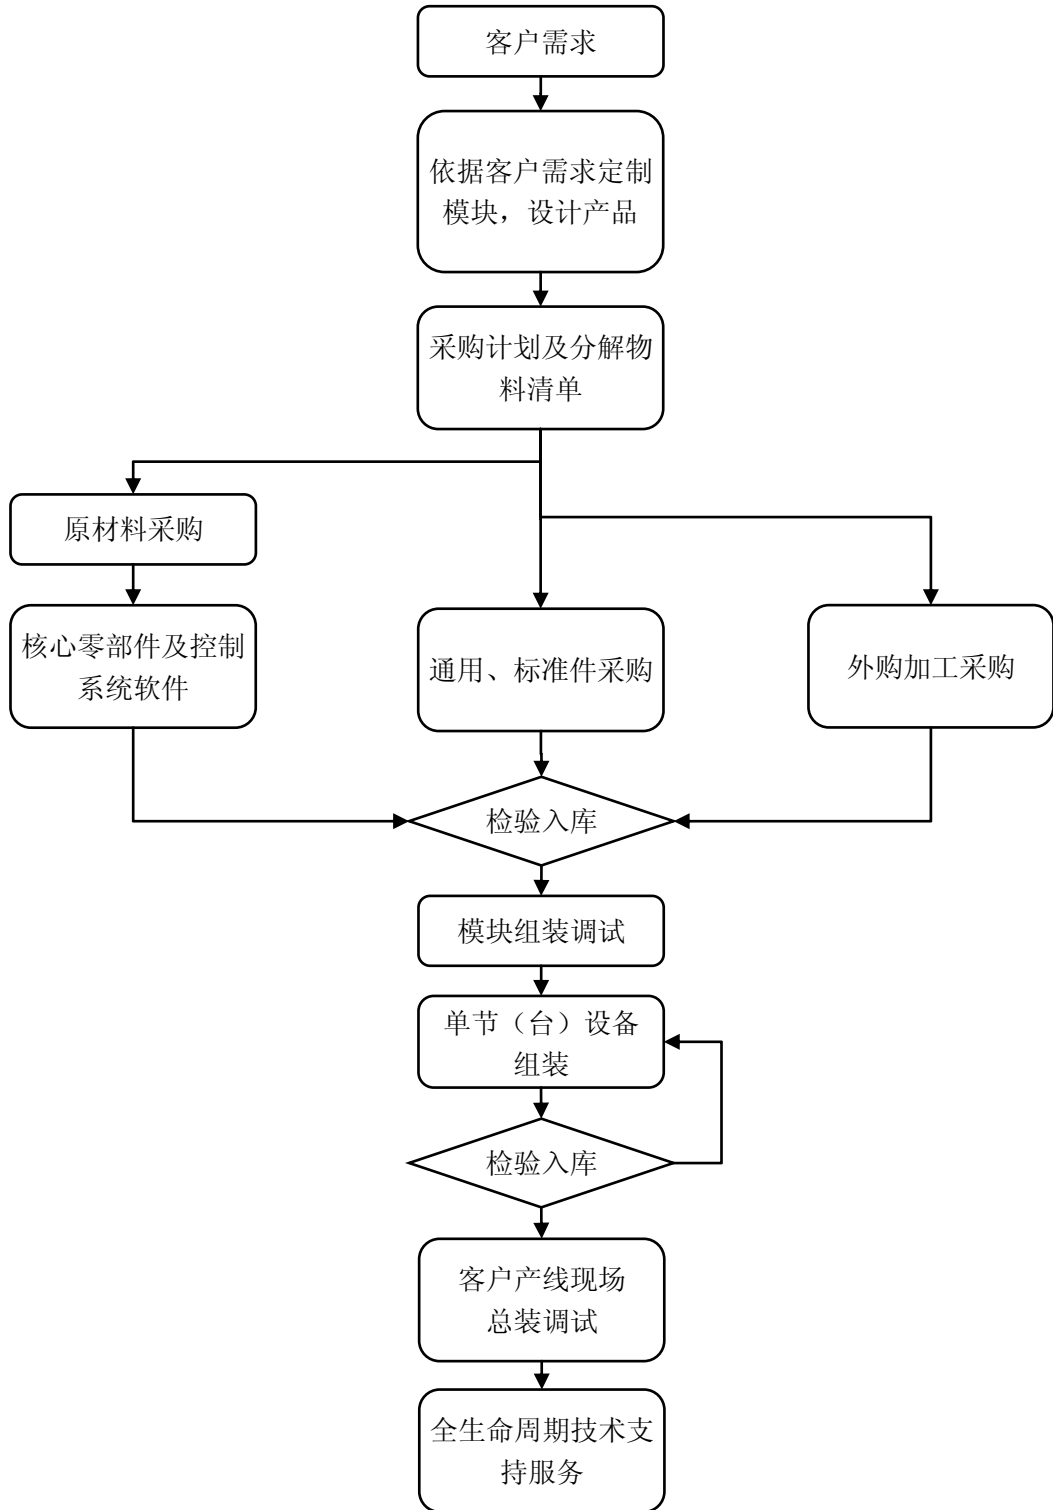 客户需求
依据客户需求定制
模块，设计产品
采购计划及分解物
料清单
原材料采购
核心零部件及控制
系统软件
通用、标准件采购
外购加工采购
检验入库
模块组装调试
单节（台）设备
组装
检验入库
客户产线现场
总装调试
全生命周期技术支
持服务